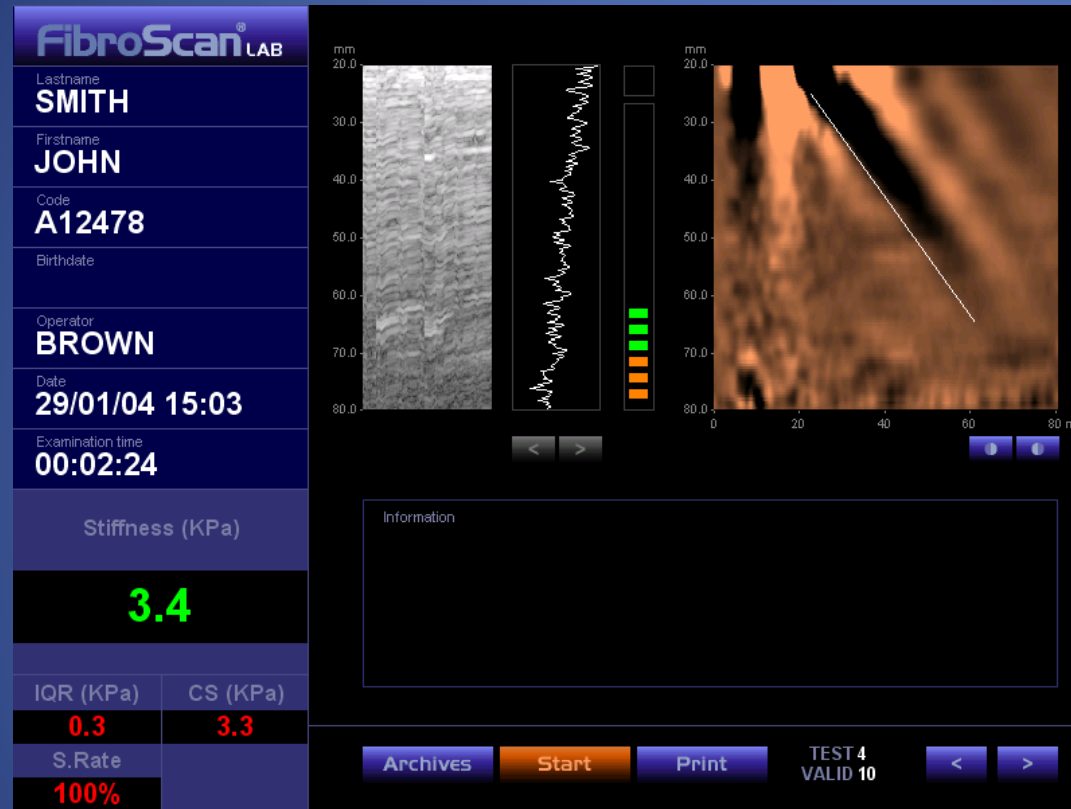 FibroScan® LAB
Lastname
SMITH
Firstname
JOHN
Code
A12478
Birthdate
Operator
BROWN
Date
29/01/04 15:03
Examination time
00:02:24
Stiffness (KPa)
3.4
IQR (KPa) CS (KPa)
0.3 3.3
S.Rate
100%
mm
20.0
30.0
40.0
50.0
60.0
70.0
80.0
< >
mm
20.0
30.0
40.0
50.0
60.0
70.0
80.0
0 20 40 60 80
Information
Archives Start Print
TEST 4
VALID 10
< >